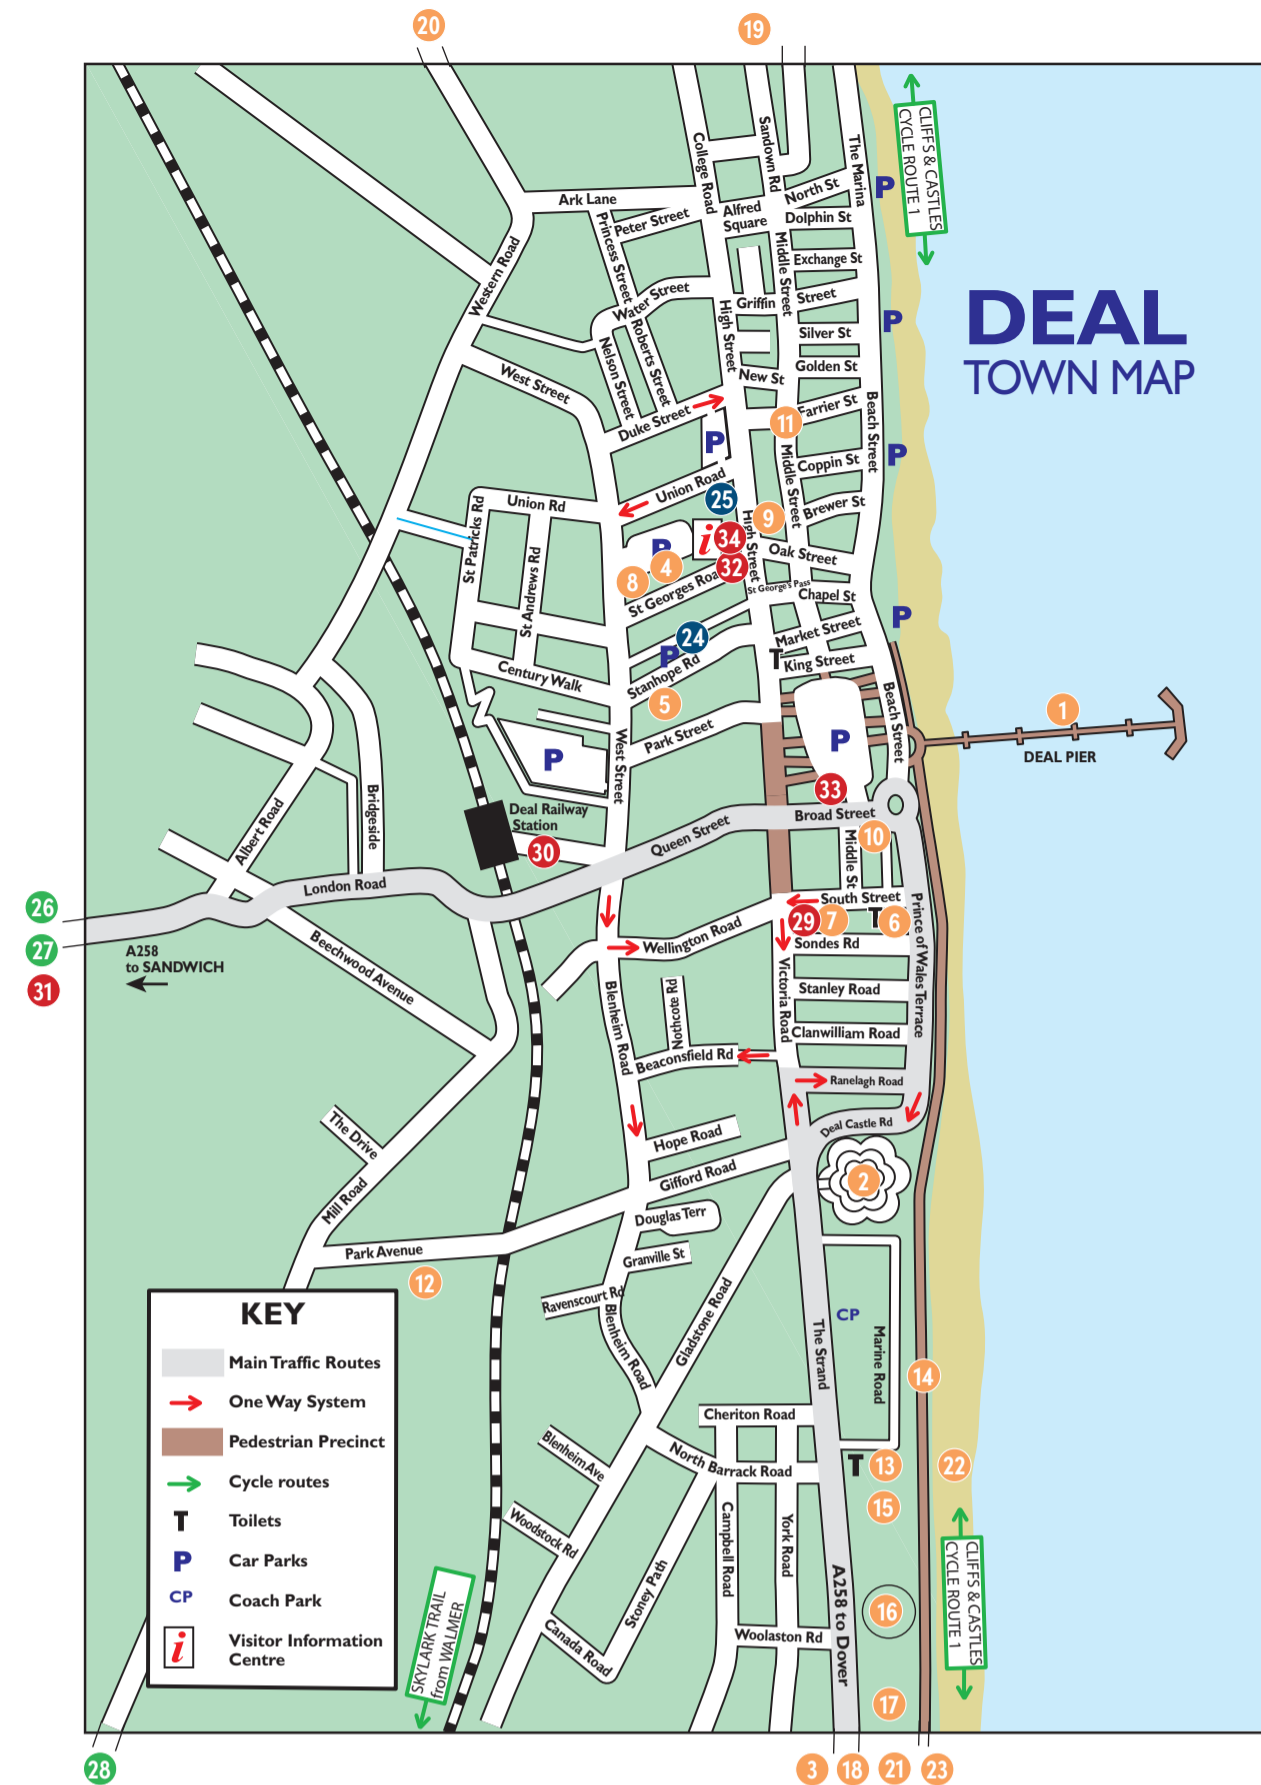 20
19
CLIFFS & CASTLES
CYCLE ROUTE 1
College Road
Sandown Rd
The Marina
P
North St
Ark Lane
Alfred
Square
Dolphin St
Peter Street
Princess Street
Exchange St
Middle Street
Western Road
Water Street
Griffin Street
DEAL
TOWN MAP
P
High Street
Silver St
Roberts Street
Nelson Street
Golden St
New St
West Street
Farrier St
Duke Street
11
Beach Street
P
P
Coppin St
Middle Street
Union Road
25
Union Rd
Brewer St
St Patricks Rd
9
High Street
P
i
34
Oak Street
4
32
8
St Georges Road
St George's Pass
Chapel St
St Andrews Rd
P
24
Market Street
T
King Street
P
Century Walk
Stanhope Rd
5
Beach Street
1
DEAL PIER
Park Street
P
P
West Street
33
Deal Railway
Station
Broad Street
Bridgeside
Albert Road
Queen Street
10
30
Middle St
London Road
South Street
26
27
31
29
7
T
6
A258
to SANDWICH
Beechwood Avenue
Wellington Road
Sondes Rd
Prince of Wales Terrace
Stanley Road
Victoria Road
Nothcote Rd
Blenheim Road
Clanwilliam Road
Beaconsfield Rd
Ranelagh Road
The Drive
Deal Castle Rd
Hope Road
2
Gifford Road
Mill Road
Douglas Terr
Park Avenue
Granville St
12
Ravenscourt Rd
Blenheim Road
Gladstone Road
CP
The Strand
Marine Road
14
Cheriton Road
Blenheim Ave
North Barrack Road
T
13
22
15
Woodstock Rd
Campbell Road
York Road
Stoney Path
A258 to Dover
16
CLIFFS & CASTLES
CYCLE ROUTE 1
Canada Road
Woolaston Rd
SKYLARK TRAIL
from WALMER
17
KEY
Main Traffic Routes
One Way System
Pedestrian Precinct
Cycle routes
T
Toilets
P
Car Parks
CP
Coach Park
i
Visitor Information
Centre
28
3
18
21
23